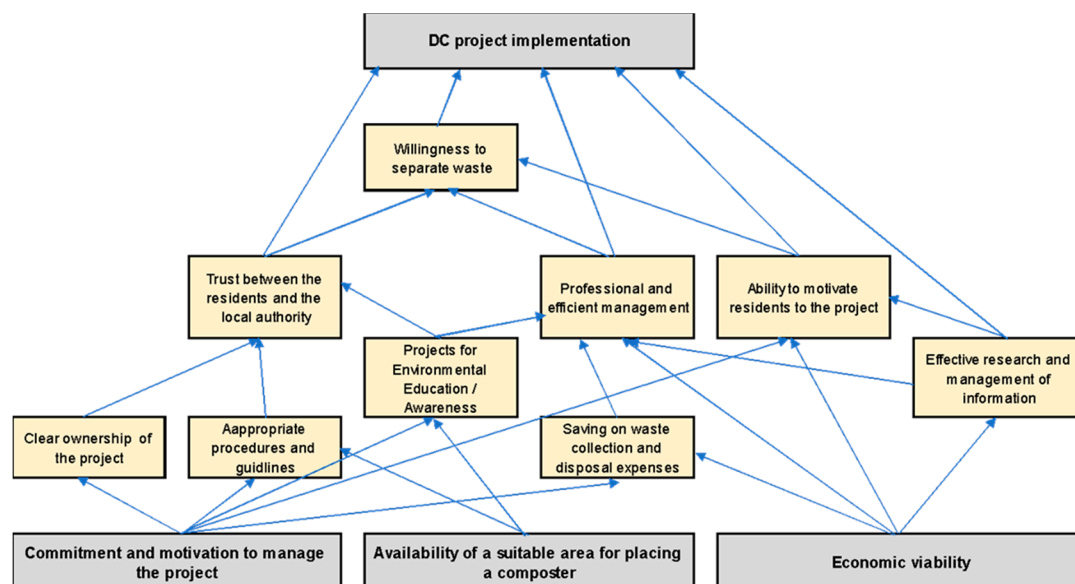 DC project implementation
Willingness to
separate waste
Trust between the
residents and the
local authority
Professional and
efficient management
Ability to motivate
residents to the project
Projects for
Environmental
Education /
Awareness
Effective research and
management of
information
Clear ownership of
the project
Aappropriate
procedures and
guidlines
Saving on waste
collection and
disposal expenses
Commitment and motivation to manage
the project
Availability of a suitable area for placing
a composter
Economic viability